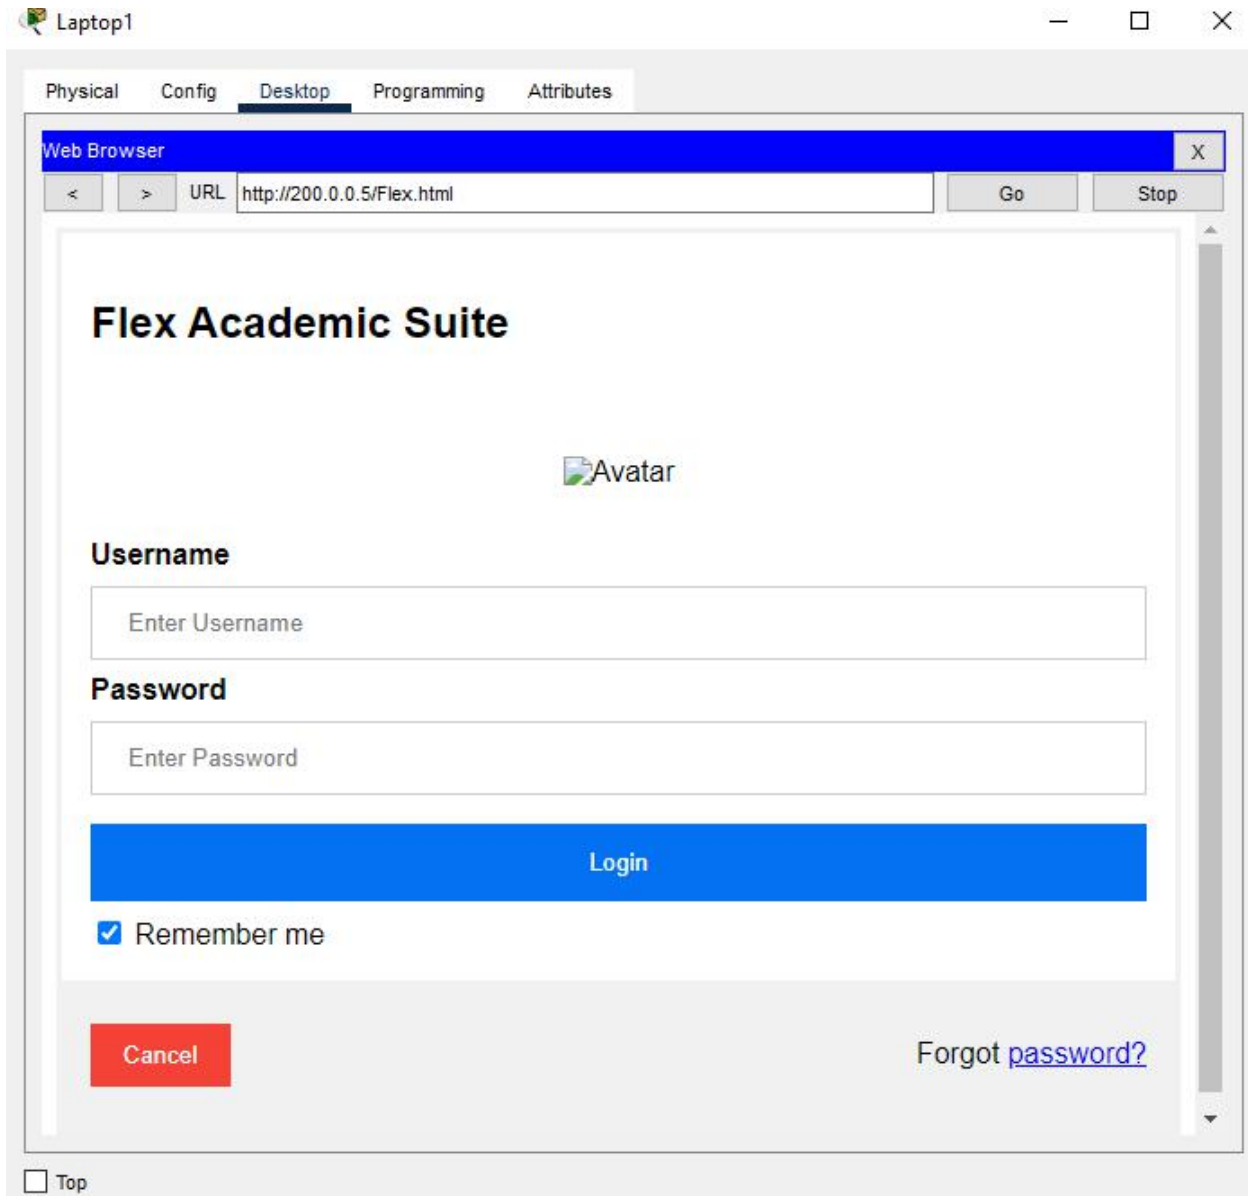 Laptop1
Physical Config Desktop Programming Attributes
Web Browser X
< > URL http://200.0.0.5/Flex.html Go Stop
Flex Academic Suite
Avatar
Username
Enter Username
Password
Enter Password
Login
Remember me
Cancel Forgot password?
Top